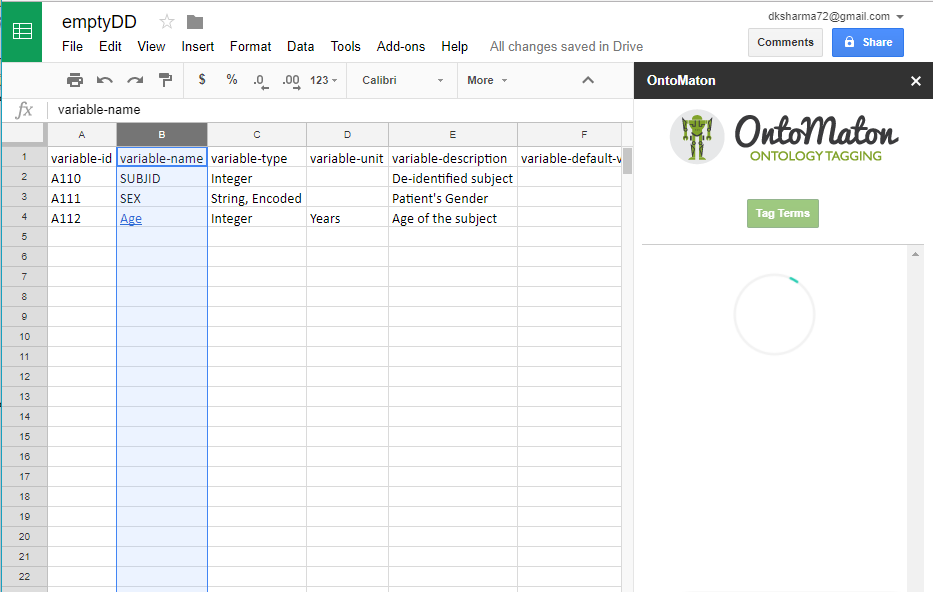 emptyDD
dksharma72@gmail.com
File Edit View Insert Format Data Tools Add-ons Help All changes saved in Drive
Comments Share
$ % .0 .00 123 Calibri More
OntoMaton
fx variable-name
A B C D E F
OntoMaton
ONTOLOGY TAGGING
1 variable-id variable-name variable-type variable-unit variable-description variable-default-v
2 A110 SUBJID Integer De-identified subject
3 A111 SEX String, Encoded Patient's Gender
4 A112 Age Integer Years Age of the subject
Tag Terms
5
6
7
8
9
10
11
12
13
14
15
16
17
18
19
20
21
22